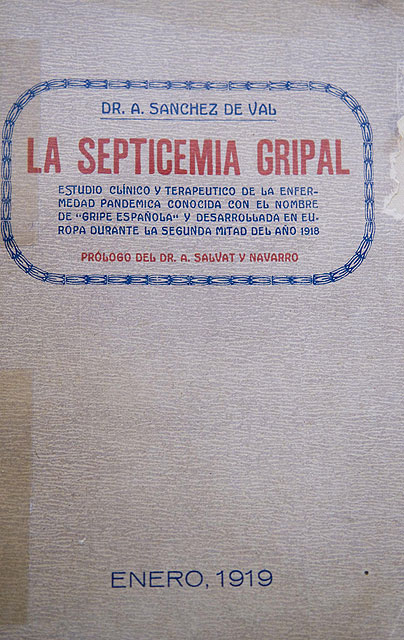 DR. A. SANCHEZ DE VAL
LA SEPTICEMIA GRIPAL
ESTUDIO CLÍNICO Y TERAPEUTICO DE LA ENFER-
MEDAD PANDEMICA CONOCIDA CON EL NOMBRE
DE "GRIPE ESPAÑOLA" Y DESARROLLADA EN EU-
ROPA DURANTE LA SEGUNDA MITAD DEL AÑO 1918
PRÓLOGO DEL DR. A. SALVAT Y NAVARRO
ENERO, 1919